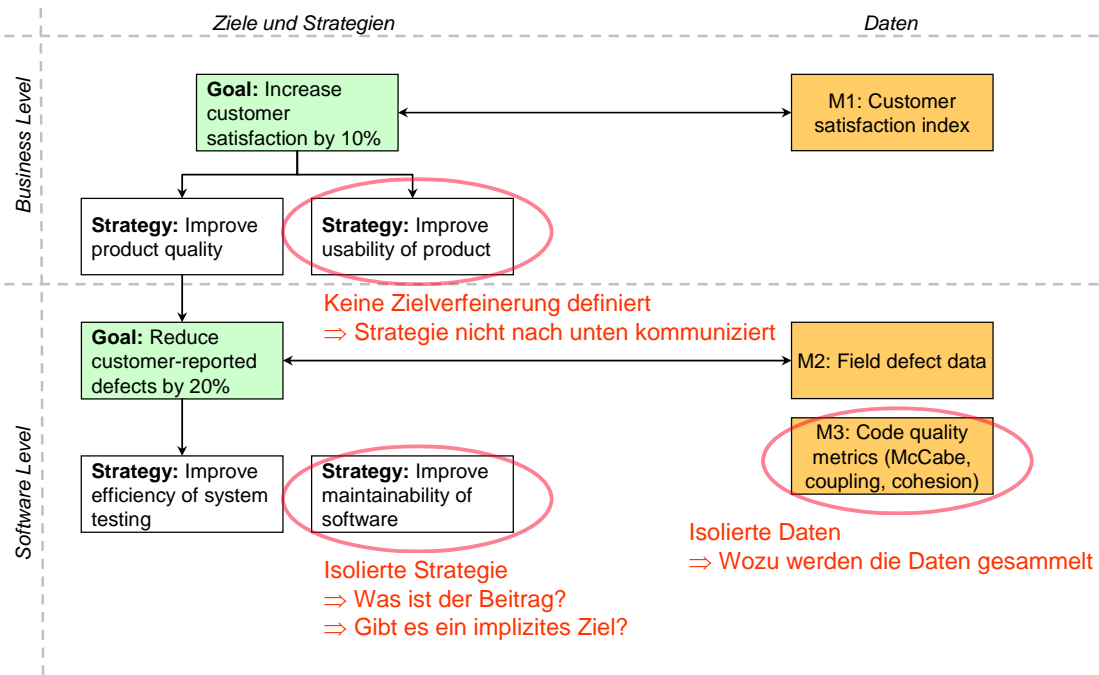 Ziele und Strategien
Daten
Business Level
Goal: Increase
customer
satisfaction by 10%
M1: Customer
satisfaction index
Strategy: Improve
product quality
Strategy: Improve
usability of product
Keine Zielverfeinerung definiert
⇒ Strategie nicht nach unten kommuniziert
Software Level
Goal: Reduce
customer-reported
defects by 20%
M2: Field defect data
M3: Code quality
metrics (McCabe,
coupling, cohesion)
Strategy: Improve
efficiency of system
testing
Strategy: Improve
maintainability of
software
Isolierte Daten
⇒ Wozu werden die Daten gesammelt
Isolierte Strategie
⇒ Was ist der Beitrag?
⇒ Gibt es ein implizites Ziel?